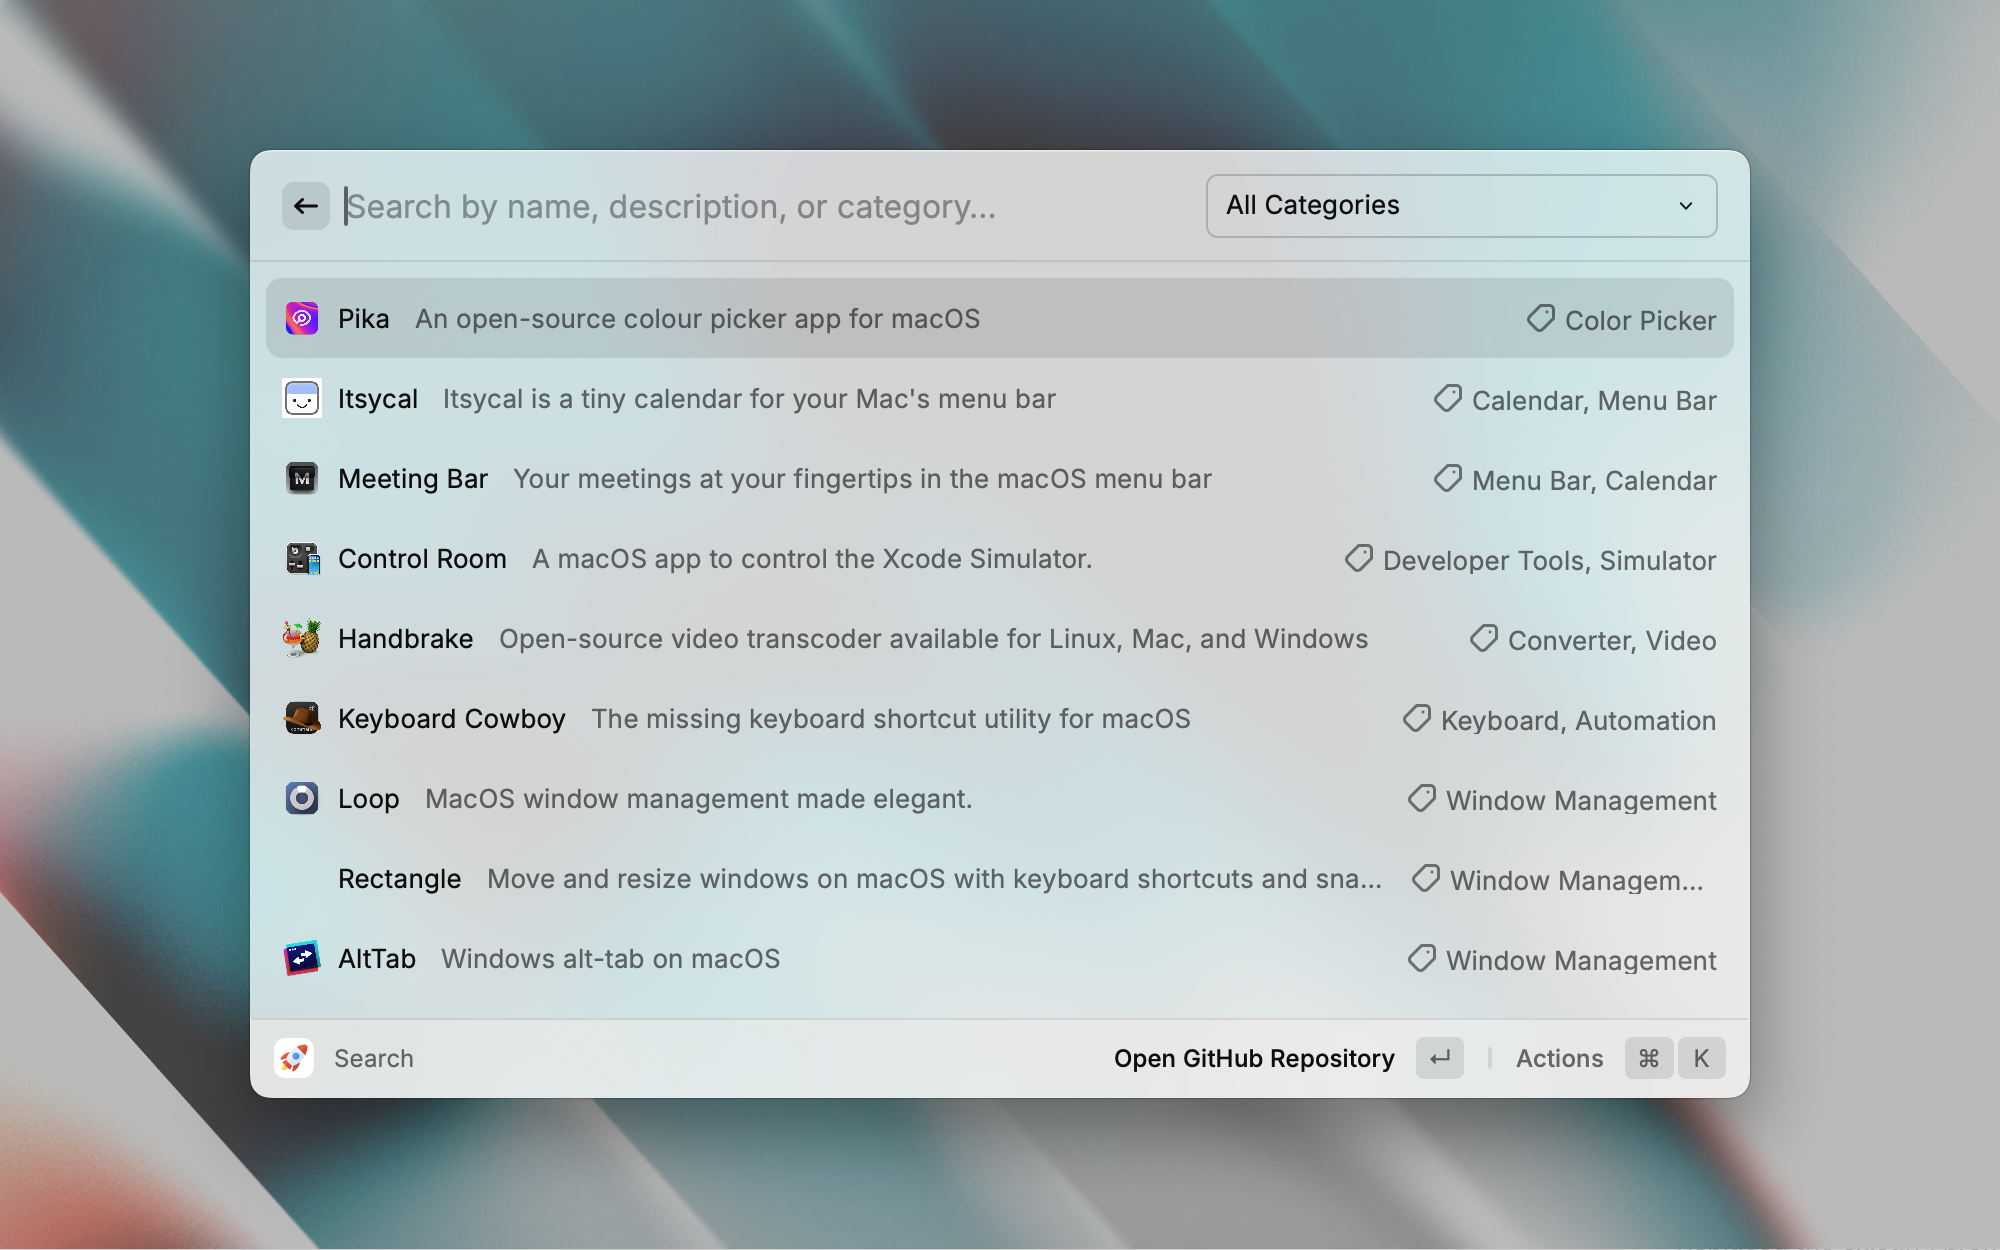 Search by name, description, or category...
All Categories
Pika An open-source colour picker app for macOS Color Picker
Itsycal Itsycal is a tiny calendar for your Mac's menu bar Calendar, Menu Bar
Meeting Bar Your meetings at your fingertips in the macOS menu bar Menu Bar, Calendar
Control Room A macOS app to control the Xcode Simulator. Developer Tools, Simulator
Handbrake Open-source video transcoder available for Linux, Mac, and Windows Converter, Video
Keyboard Cowboy The missing keyboard shortcut utility for macOS Keyboard, Automation
Loop MacOS window management made elegant. Window Management
Rectangle Move and resize windows on macOS with keyboard shortcuts and sna... Window Managem...
AltTab Windows alt-tab on macOS Window Management
Search Open GitHub Repository ↵ Actions ⌘ K